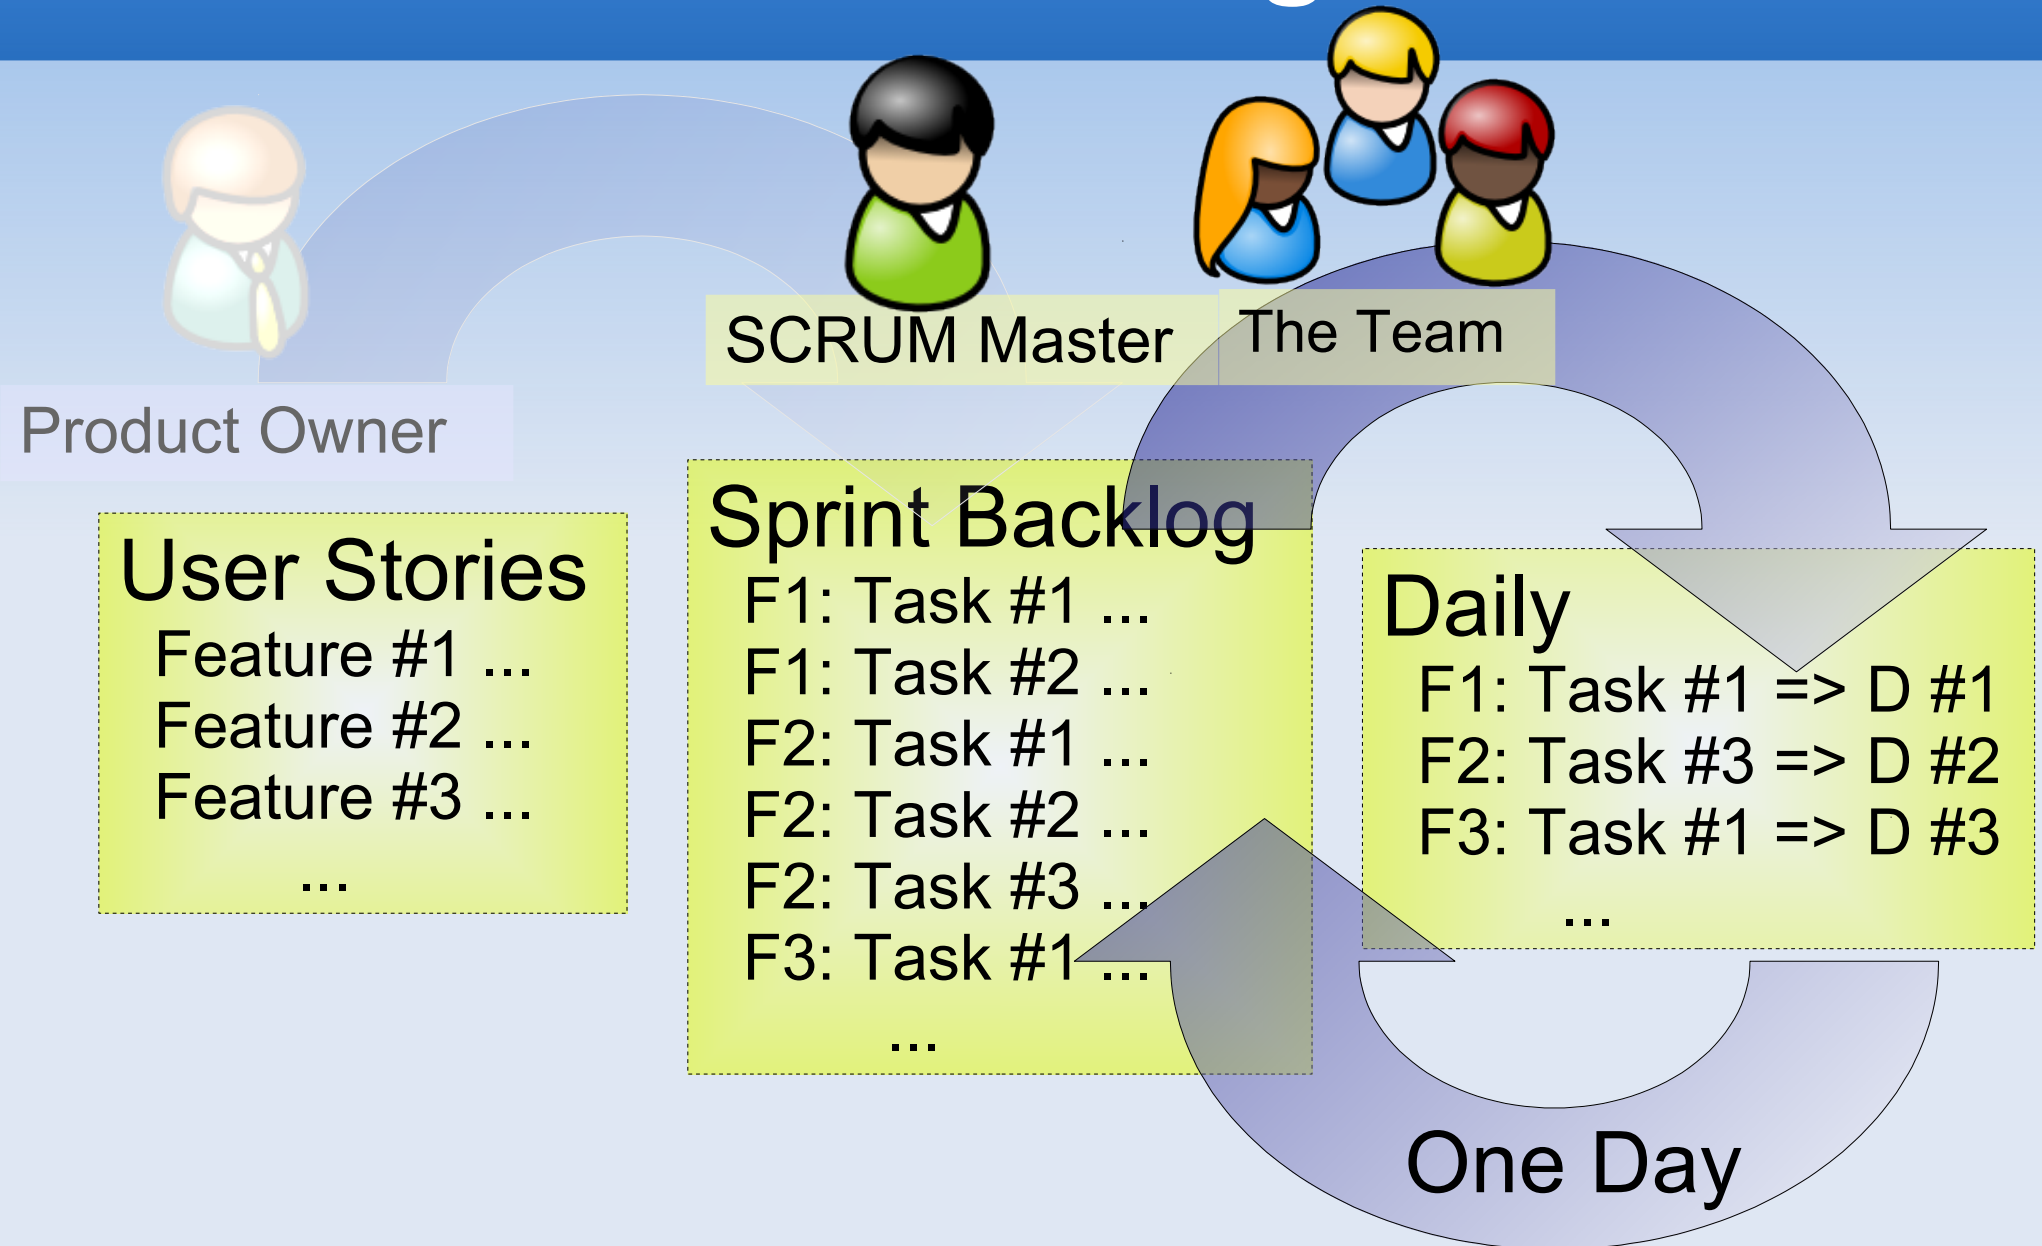 SCRUM Master
The Team
Product Owner
User Stories
Feature #1 ...
Feature #2 ...
Feature #3 ...
...
Sprint Backlog
F1: Task #1 ...
F1: Task #2 ...
F2: Task #1 ...
F2: Task #2 ...
F2: Task #3 ...
F3: Task #1 ...
...
Daily
F1: Task #1 => D #1
F2: Task #3 => D #2
F3: Task #1 => D #3
...
One Day